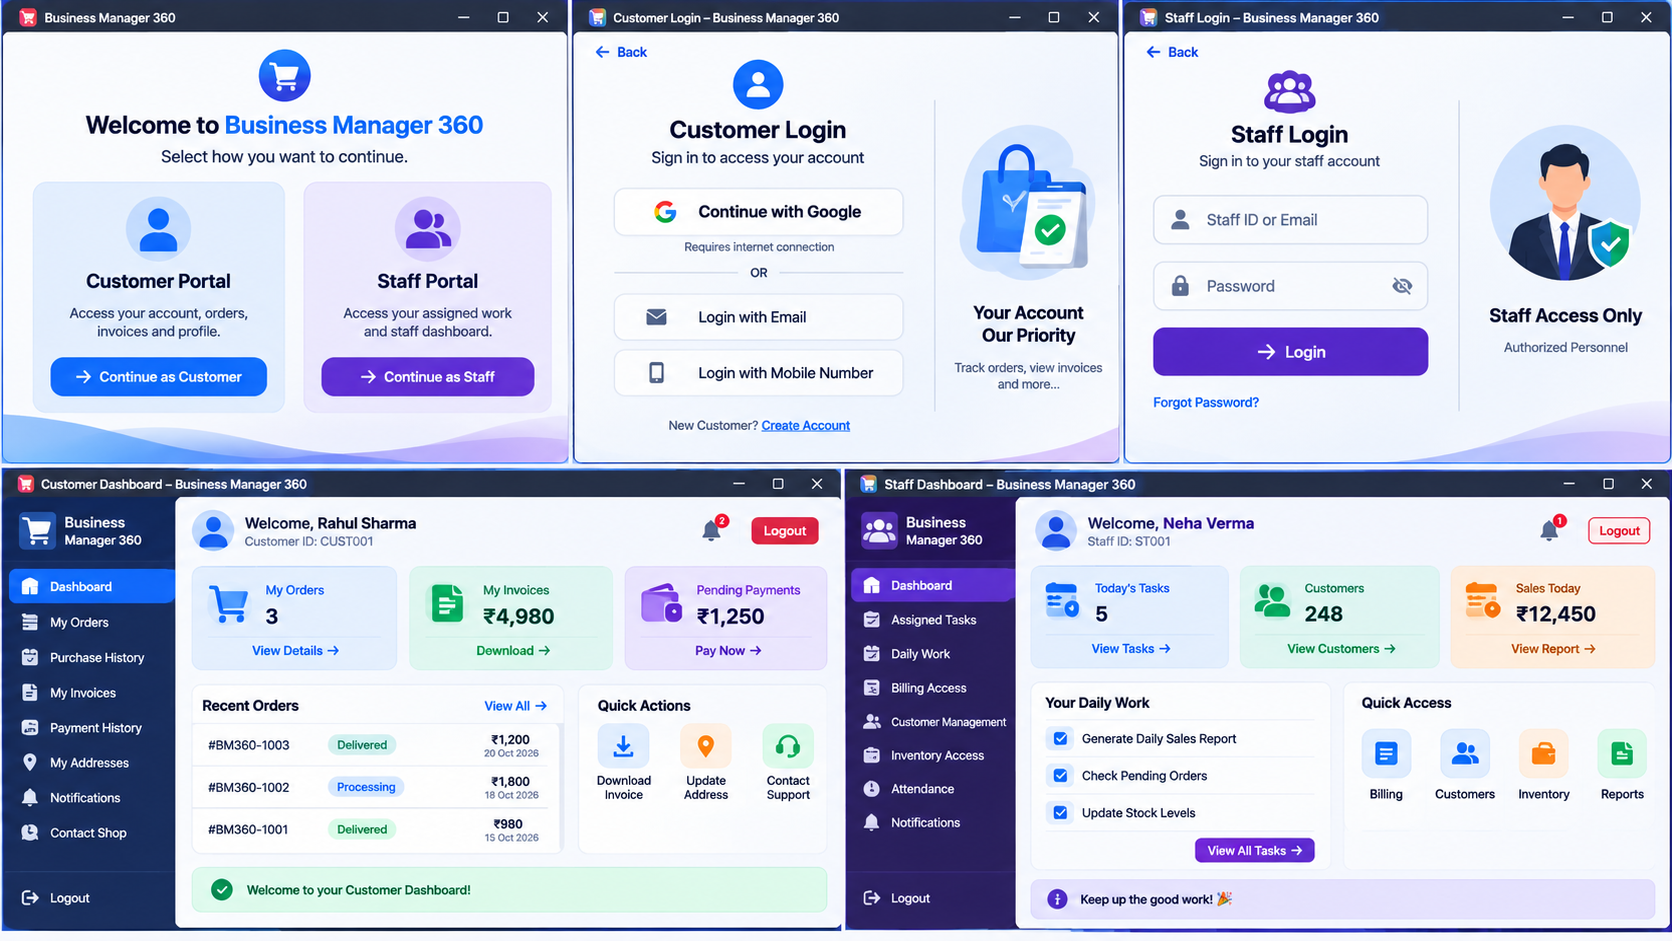 Business Manager 360
Welcome to Business Manager 360
Select how you want to continue.
Customer Portal
Access your account, orders,
invoices and profile.
Continue as Customer
Staff Portal
Access your assigned work
and staff dashboard.
Continue as Staff
Customer Login – Business Manager 360
Back
Customer Login
Sign in to access your account
Continue with Google
Requires internet connection
OR
Login with Email
Login with Mobile Number
New Customer? Create Account
Your Account
Our Priority
Track orders, view invoices
and more...
Staff Login – Business Manager 360
Back
Staff Login
Sign in to your staff account
Staff ID or Email
Password
Login
Forgot Password?
Staff Access Only
Authorized Personnel
Customer Dashboard – Business Manager 360
Business
Manager 360
Dashboard
My Orders
Purchase History
My Invoices
Payment History
My Addresses
Notifications
Contact Shop
Logout
Welcome, Rahul Sharma
Customer ID: CUST001
2
Logout
My Orders
3
View Details
My Invoices
₹4,980
Download
Pending Payments
₹1,250
Pay Now
Recent Orders
View All
#BM360-1003 Delivered ₹1,200
20 Oct 2026
#BM360-1002 Processing ₹1,800
18 Oct 2026
#BM360-1001 Delivered ₹980
15 Oct 2026
Quick Actions
Download
Invoice
Update
Address
Contact
Support
Welcome to your Customer Dashboard!
Staff Dashboard – Business Manager 360
Business
Manager 360
Dashboard
Assigned Tasks
Daily Work
Billing Access
Customer Management
Inventory Access
Attendance
Notifications
Logout
Welcome, Neha Verma
Staff ID: ST001
1
Logout
Today's Tasks
5
View Tasks
Customers
248
View Customers
Sales Today
₹12,450
View Report
Your Daily Work
Generate Daily Sales Report
Check Pending Orders
Update Stock Levels
View All Tasks
Quick Access
Billing
Customers
Inventory
Reports
Keep up the good work! 🎉